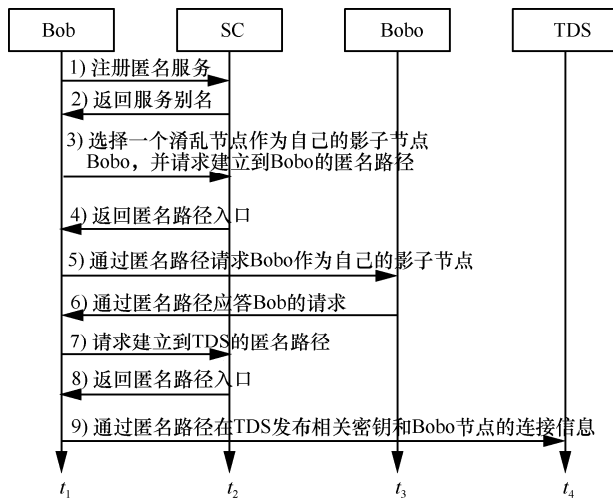 Bob SC Bobo TDS
1) 注册匿名服务
2) 返回服务别名
3) 选择一个淆乱节点作为自己的影子节点
Bobo，并请求建立到Bobo的匿名路径
4) 返回匿名路径入口
5) 通过匿名路径请求Bobo作为自己的影子节点
6) 通过匿名路径应答Bob的请求
7) 请求建立到TDS的匿名路径
8) 返回匿名路径入口
9) 通过匿名路径在TDS发布相关密钥和Bobo节点的连接信息
t1 t2 t3 t4